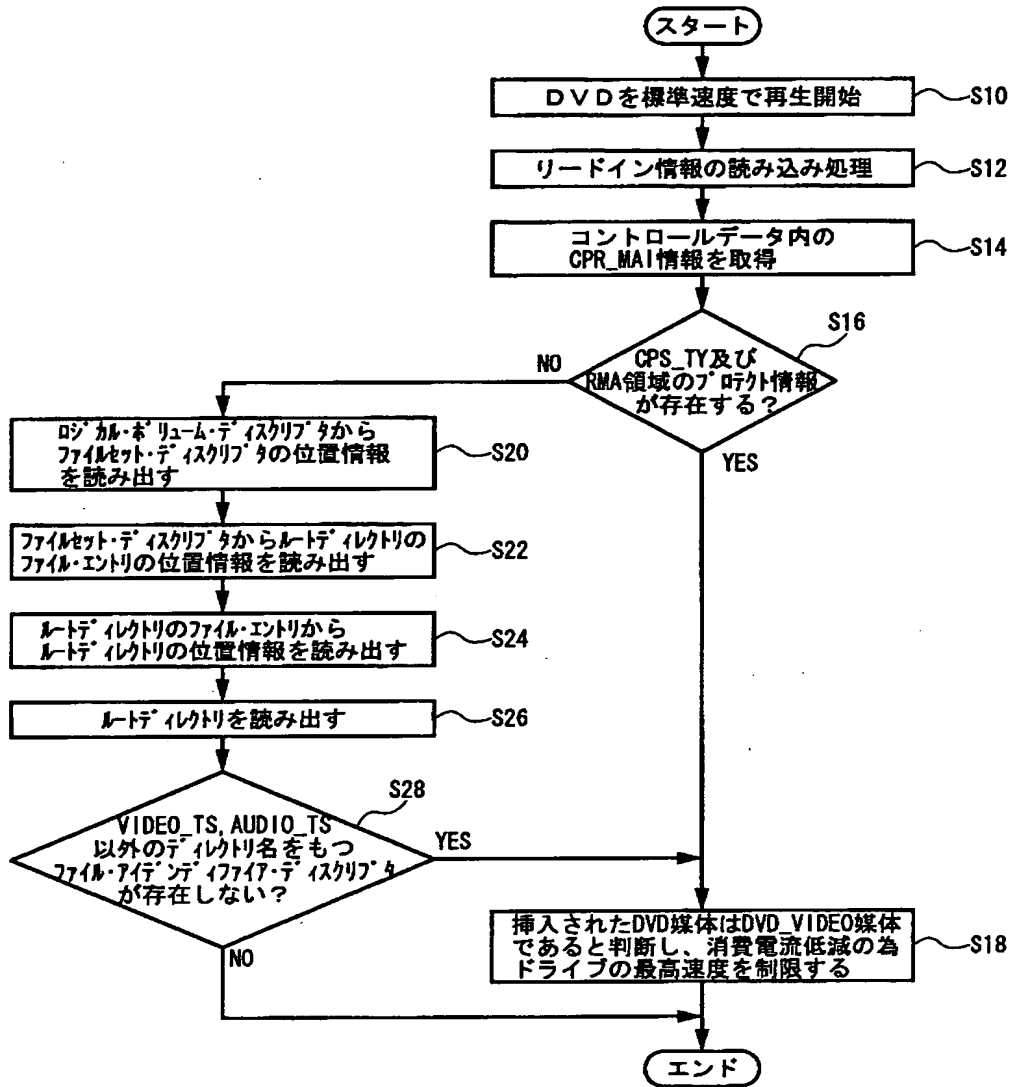 スタート
DVDを標準速度で再生開始
S10
リードイン情報の読み込み処理
S12
コントロールデータ内の
CPR_MAI情報を取得
S14
S16
CPS_TY及び
RMA領域のプロテクト情報
が存在する?
NO
YES
ロジカル・ボリューム・ディスクリプタから
ファイルセット・ディスクリプタの位置情報
を読み出す
S20
ファイルセット・ディスクリプタからルートディレクトリの
ファイル・エントリの位置情報を読み出す
S22
ルートディレクトリのファイル・エントリから
ルートディレクトリの位置情報を読み出す
S24
ルートディレクトリを読み出す
S26
S28
VIDEO_TS,AUDIO_TS
以外のディレクトリ名をもつ
ファイル・アイデンディファイア・ディスクリプタ
が存在しない?
YES
NO
挿入されたDVD媒体はDVD_VIDEO媒体
であると判断し、消費電流低減の為
ドライブの最高速度を制限する
S18
エンド